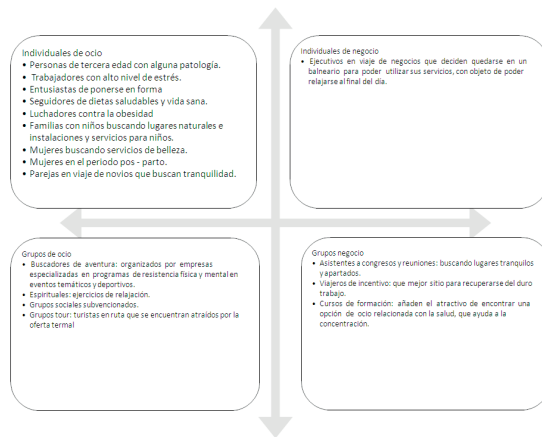 Individuales de ocio
• Personas de tercera edad con alguna patología.
• Trabajadores con alto nivel de estrés.
• Entusiastas de ponerse en forma
• Seguidores de dietas saludables y vida sana.
• Luchadores contra la obesidad
• Familias con niños buscando lugares naturales e
instalaciones y servicios para niños.
• Mujeres buscando servicios de belleza.
• Mujeres en el periodo pos - parto.
• Parejas en viaje de novios que buscan tranquilidad.
Individuales de negocio
• Ejecutivos en viaje de negocios que deciden quedarse en un
balneario para poder utilizar sus servicios, con objeto de poder
relajarse al final del día.
Grupos de ocio
• Buscadores de aventura: organizados por empresas
especializadas en programas de resistencia física y mental en
eventos temáticos y deportivos.
• Espirituales: ejercicios de relajación.
• Grupos sociales subvencionados.
• Grupos tour: turistas en ruta que se encuentran atraídos por la
oferta termal
Grupos negocio
• Asistentes a congresos y reuniones: buscando lugares tranquilos
y apartados.
• Viajeros de incentivo: que mejor sitio para recuperarse del duro
trabajo.
• Cursos de formación: añaden el atractivo de encontrar una
opción de ocio relacionada con la salud, que ayuda a la
concentración.